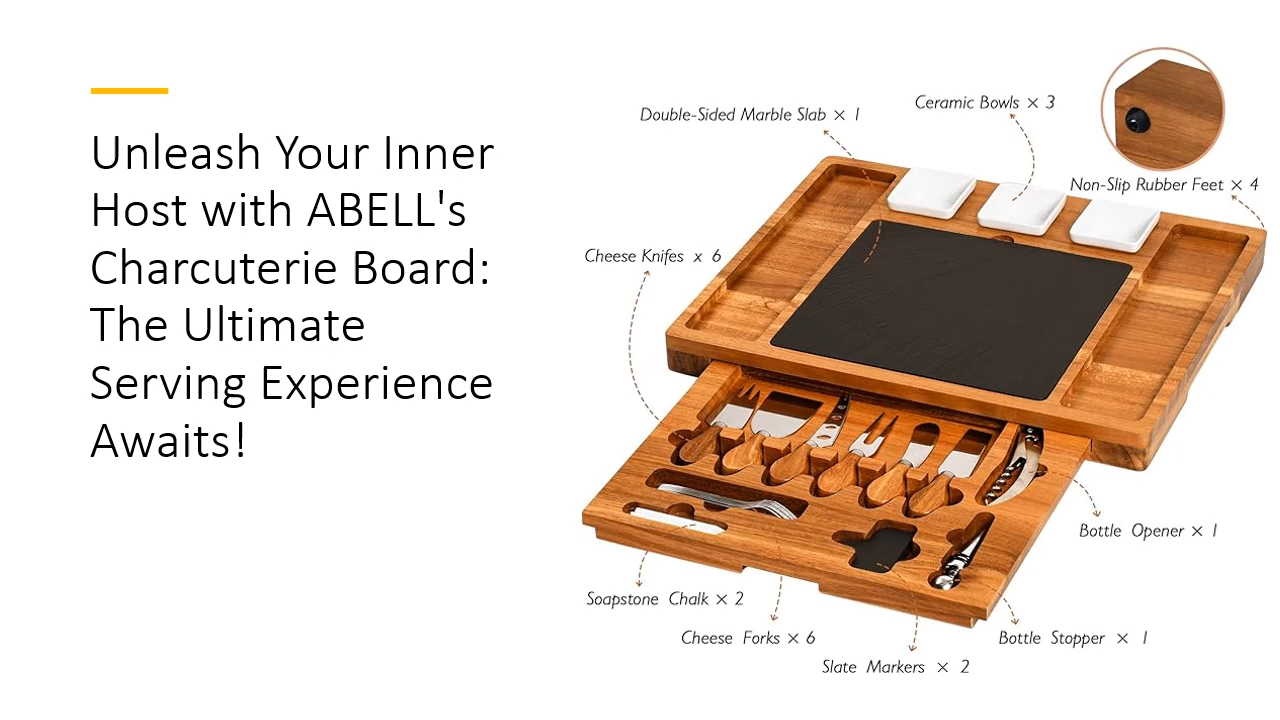 Unleash Your Inner
Host with ABELL's
Charcuterie Board:
The Ultimate
Serving Experience
Awaits!
Double-Sided Marble Slab × 1
Ceramic Bowls × 3
Non-Slip Rubber Feet × 4
Cheese Knifes x 6
Bottle Opener × 1
Soapstone Chalk × 2
Cheese Forks × 6
Bottle Stopper × 1
Slate Markers × 2